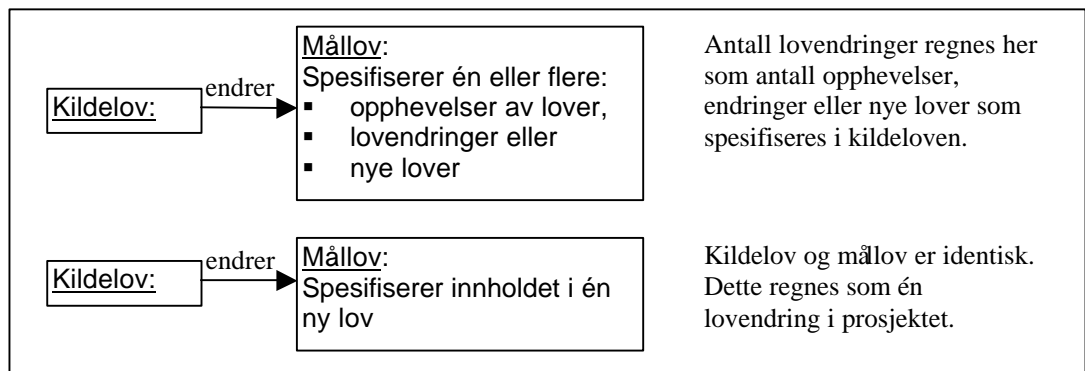 Kildelov:
endrer
Mållov:
Spesifiserer én eller flere:
▪ opphevelser av lover,
▪ lovendringer eller
▪ nye lover
Antall lovendringer regnes her
som antall opphevelser,
endringer eller nye lover som
spesifiseres i kildeloven.
Kildelov:
endrer
Mållov:
Spesifiserer innholdet i én
ny lov
Kildelov og mållov er identisk.
Dette regnes som én
lovendring i prosjektet.